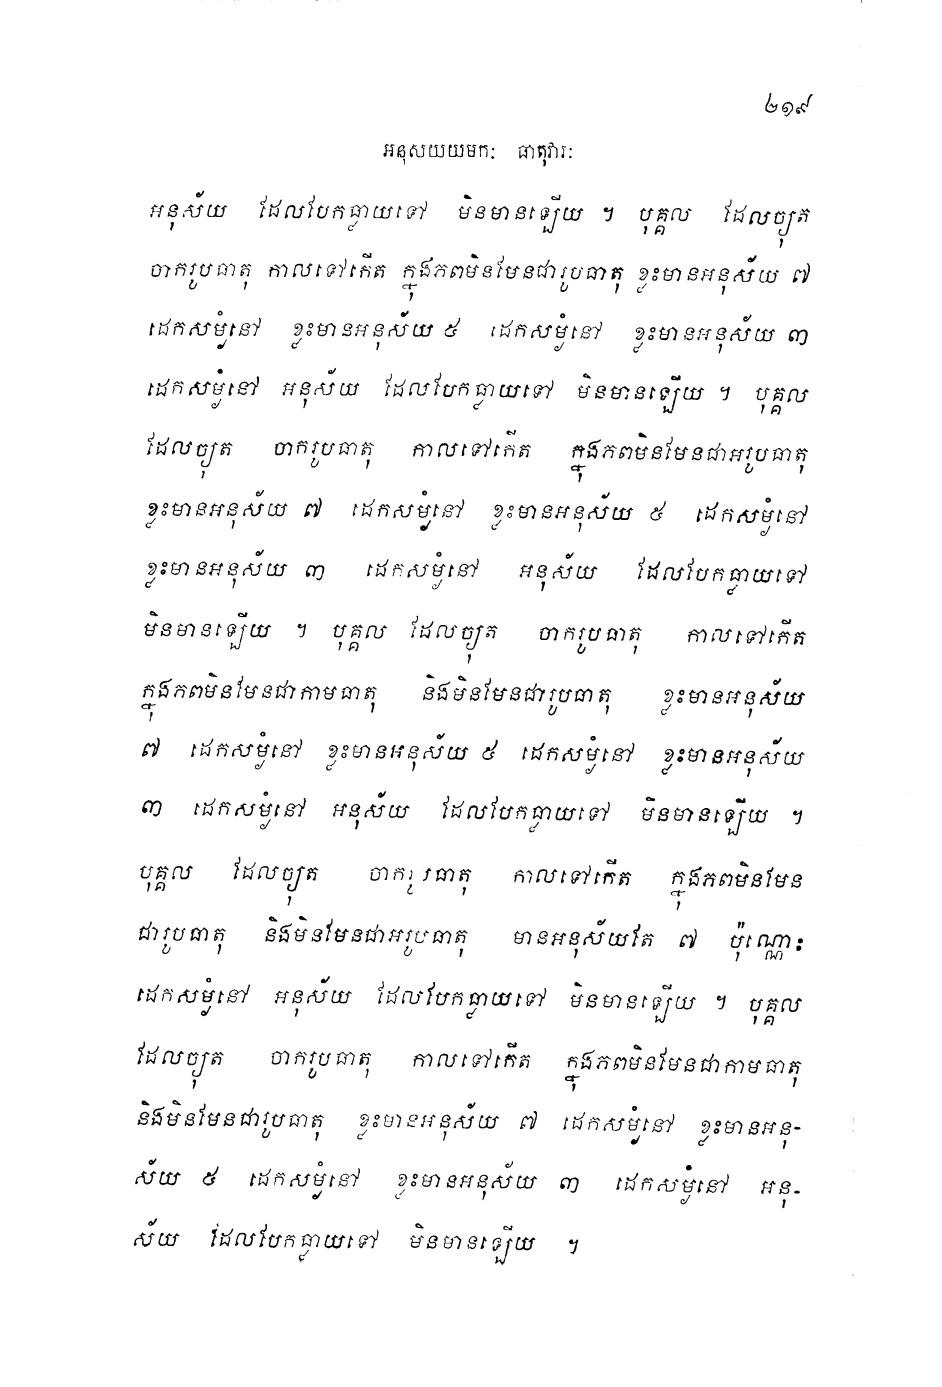 ២១៩
អនុសយយមក: ធាតុវារ:
អនុស័យ ដែលបែកធ្លាយទៅ មិនមានឡើយ ។ បុគ្គល ដែលច្យុត
ចាករូបធាតុ កាលទៅកើត ក្នុងភពមិនមែនជារូបធាតុ ខ្លះមានអនុស័យ ៧
ដេកសម្ងំនៅ ខ្លះមានអនុស័យ ៥ ដេកសម្ងំនៅ ខ្លះមានអនុស័យ ៣
ដេកសម្ងំនៅ អនុស័យ ដែលបែកធ្លាយទៅ មិនមានឡើយ ។ បុគ្គល
ដែលច្យុត ចាករូបធាតុ កាលទៅកើត ក្នុងភពមិនមែនជាអរូបធាតុ
ខ្លះមានអនុស័យ ៧ ដេកសម្ងំនៅ ខ្លះមានអនុស័យ ៥ ដេកសម្ងំនៅ
ខ្លះមានអនុស័យ ៣ ដេកសម្ងំនៅ អនុស័យ ដែលបែកធ្លាយទៅ
មិនមានឡើយ ។ បុគ្គល ដែលច្យុត ចាករូបធាតុ កាលទៅកើត
ក្នុងភពមិនមែនជាកាមធាតុ និងមិនមែនជារូបធាតុ ខ្លះមានអនុស័យ
៧ ដេកសម្ងំនៅ ខ្លះមានអនុស័យ ៥ ដេកសម្ងំនៅ ខ្លះមានអនុស័យ
៣ ដេកសម្ងំនៅ អនុស័យ ដែលបែកធ្លាយទៅ មិនមានឡើយ ។
បុគ្គល ដែលច្យុត ចាករូបធាតុ កាលទៅកើត ក្នុងភពមិនមែន
ជារូបធាតុ និងមិនមែនជាអរូបធាតុ មានអនុស័យតែ ៧ ប៉ុណ្ណោះ
ដេកសម្ងំនៅ អនុស័យ ដែលបែកធ្លាយទៅ មិនមានឡើយ ។ បុគ្គល
ដែលច្យុត ចាករូបធាតុ កាលទៅកើត ក្នុងភពមិនមែនជាកាមធាតុ
និងមិនមែនជារូបធាតុ ខ្លះមានអនុស័យ ៧ ដេកសម្ងំនៅ ខ្លះមានអនុ-
ស័យ ៥ ដេកសម្ងំនៅ ខ្លះមានអនុស័យ ៣ ដេកសម្ងំនៅ អនុ-
ស័យ ដែលបែកធ្លាយទៅ មិនមានឡើយ ។